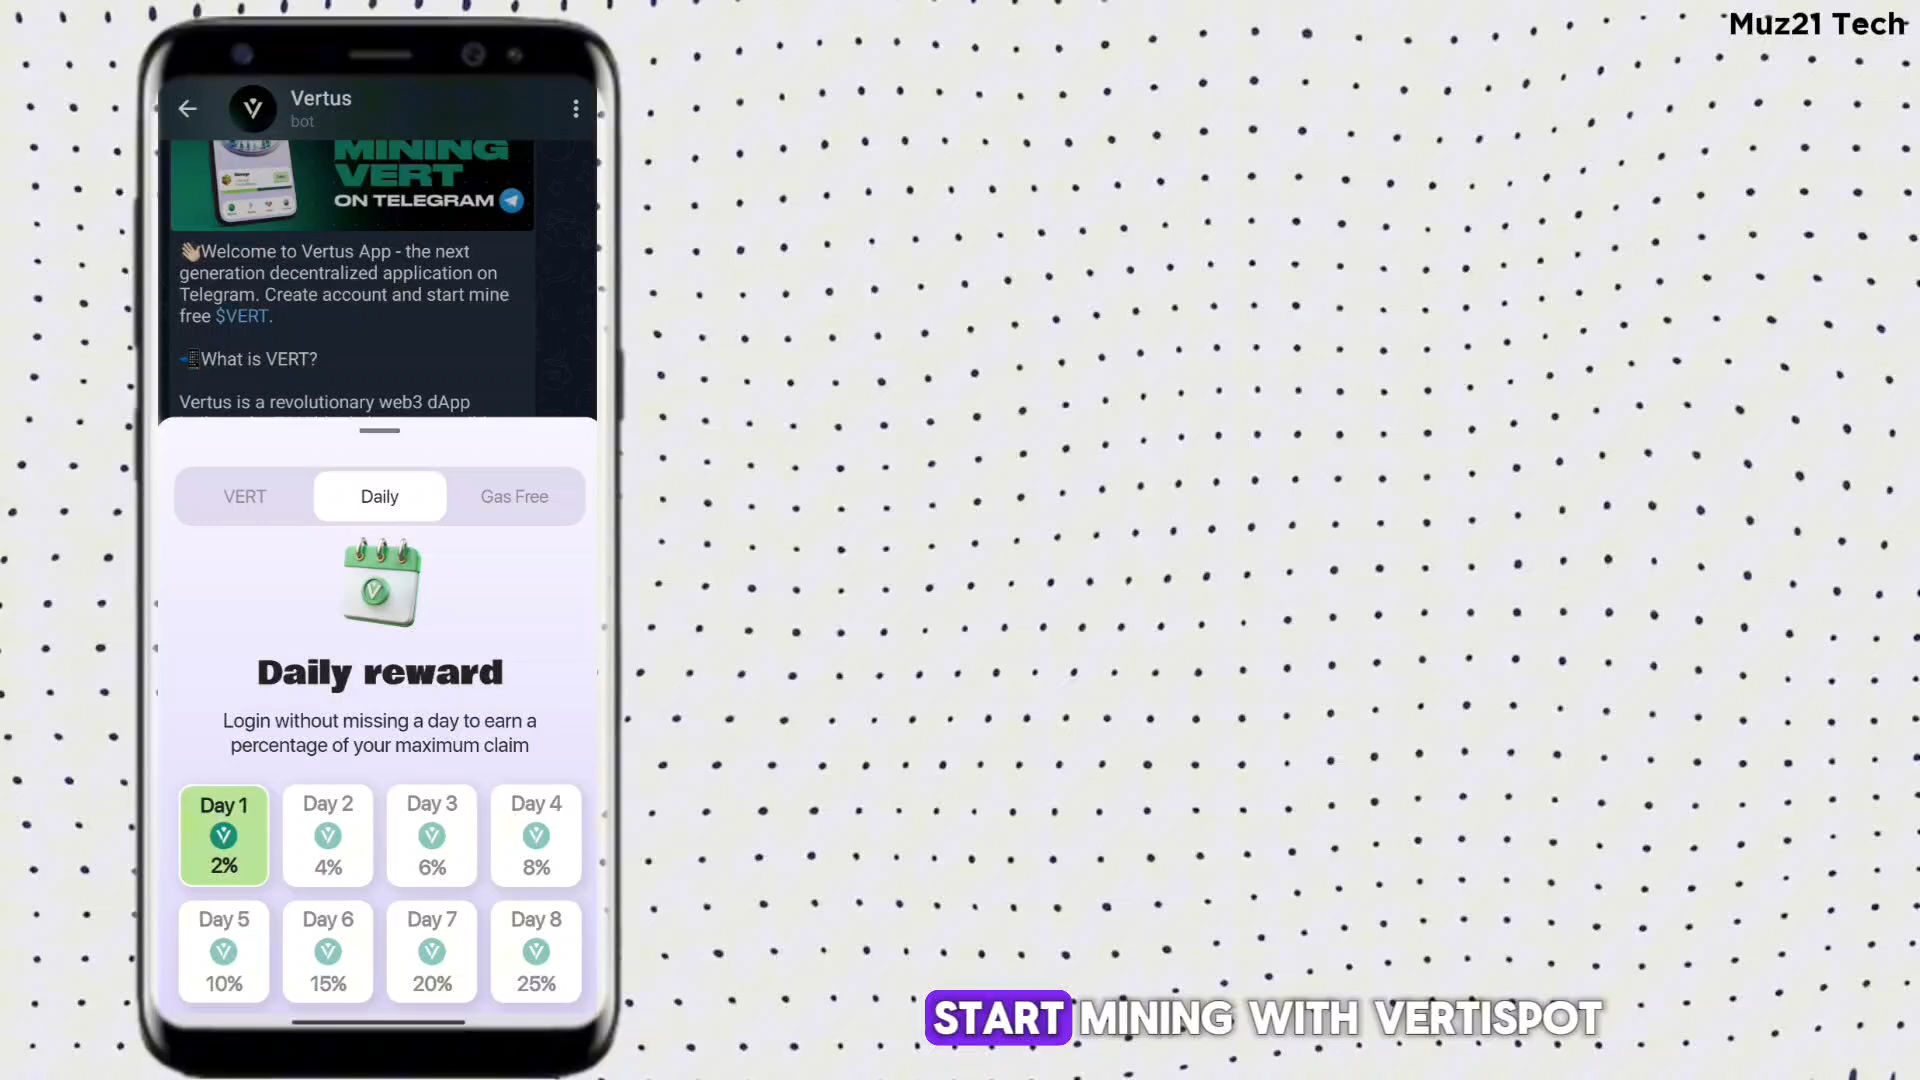 Muz21 Tech
Vertus
bot
MINING
VERT
ON TELEGRAM
👋🏼Welcome to Vertus App - the next
generation decentralized application on
Telegram. Create account and start mine
free $VERT.
📲What is VERT?
Vertus is a revolutionary web3 dApp
VERT
Daily
Gas Free
Daily reward
Login without missing a day to earn a
percentage of your maximum claim
Day 1
2%
Day 2
4%
Day 3
6%
Day 4
8%
Day 5
10%
Day 6
15%
Day 7
20%
Day 8
25%
START MINING WITH VERTISPOT